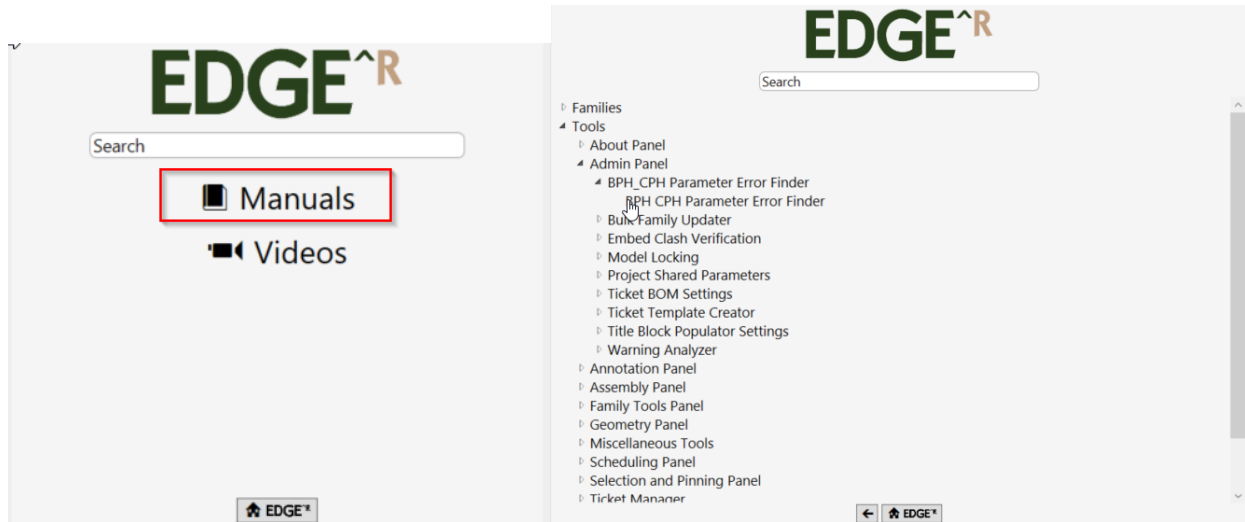 EDGE^R
Search
Manuals
Videos
EDGE^R
EDGE^R
Search
Families
Tools
About Panel
Admin Panel
BPH_CPH Parameter Error Finder
BPH CPH Parameter Error Finder
Bulk Family Updater
Embed Clash Verification
Model Locking
Project Shared Parameters
Ticket BOM Settings
Ticket Template Creator
Title Block Populator Settings
Warning Analyzer
Annotation Panel
Assembly Panel
Family Tools Panel
Geometry Panel
Miscellaneous Tools
Scheduling Panel
Selection and Pinning Panel
Ticket Manager
EDGE^R